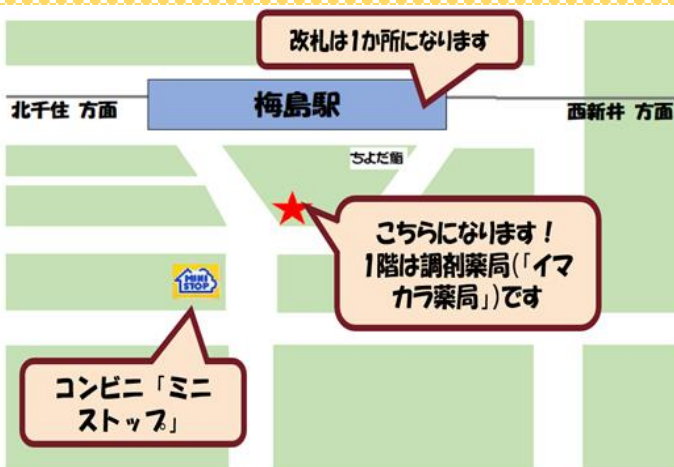 改札は1か所になります
梅島駅
北千住 方面
西新井 方面
ちよだ鮨
こちらになります！
1階は調剤薬局(「イマ
カラ薬局」)です
MINI
STOP
コンビニ「ミニ
ストップ」